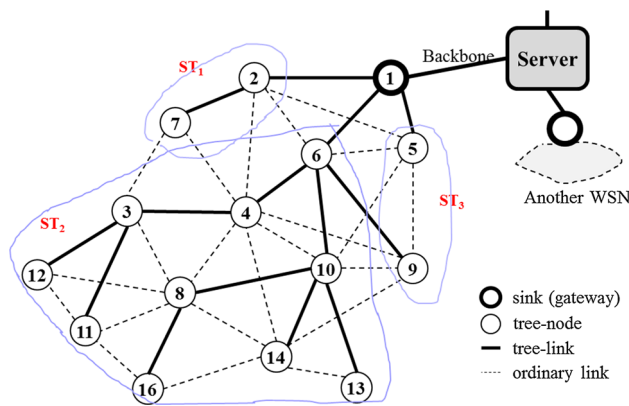 Backbone
Server
ST1
2
1
7
6
5
Another WSN
ST3
3
4
ST2
12
10
9
8
11
14
16
13
sink (gateway)
tree-node
tree-link
ordinary link